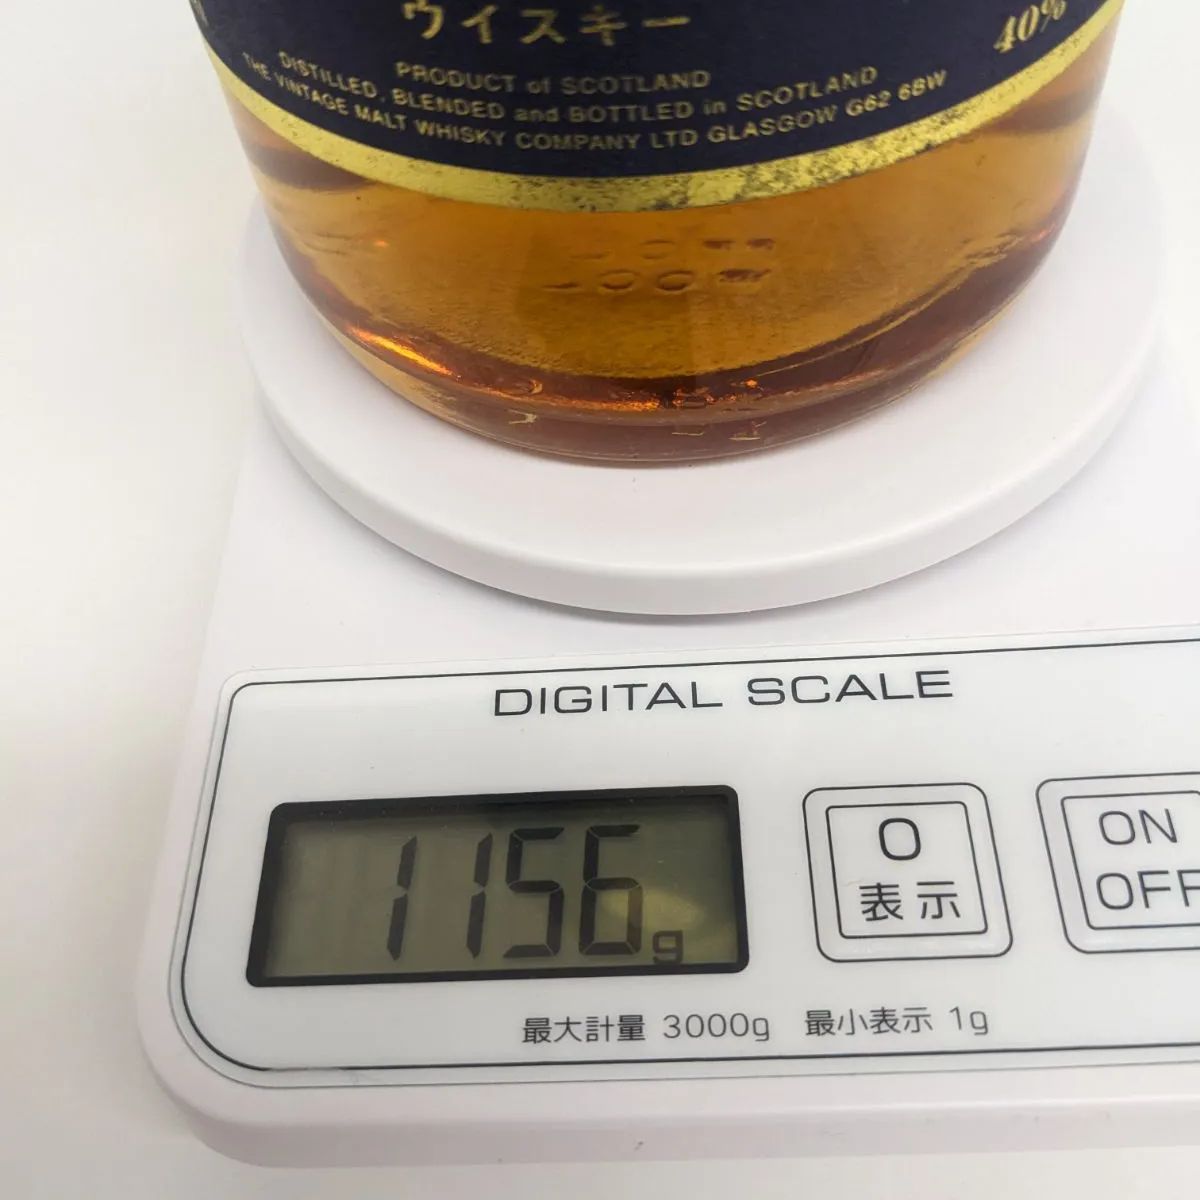 ウイスキー
40%
PRODUCT of SCOTLAND
DISTILLED, BLENDED and BOTTLED in SCOTLAND
THE VINTAGE MALT WHISKY COMPANY LTD GLASGOW G62 6BW
DIGITAL SCALE
1156g
0
表示
ON
OFF
最大計量 3000g 最小表示 1g